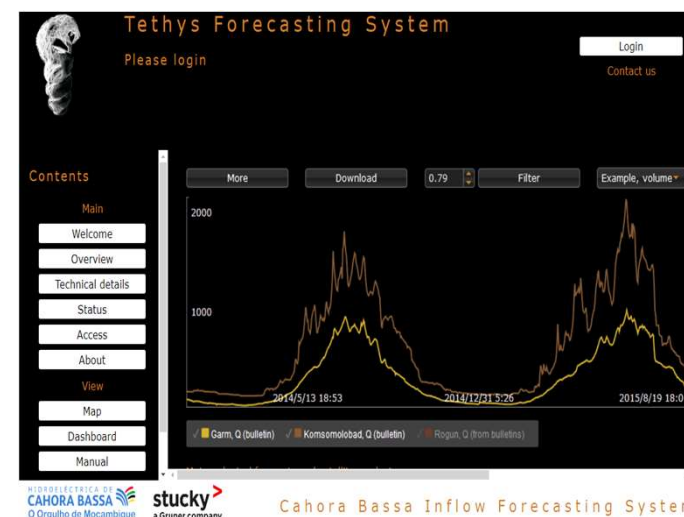 Tethys Forecasting System
Please login
Login
Contact us
Contents
Main
Welcome
Overview
Technical details
Status
Access
About
View
Map
Dashboard
Manual
More
Download
0.79
Filter
Example, volume
2000
1000
2014/5/13 18:53
2014/12/31 5:26
2015/8/19 18:0
Garm, Q (bulletin)
Komsomolobad, Q (bulletin)
Rogun, Q (from bulletins)
HIDROELÉCTRICA DE
CAHORA BASSA
O Orgulho de Moçambique
stucky
a Gruner company
Cahora Bassa Inflow Forecasting System